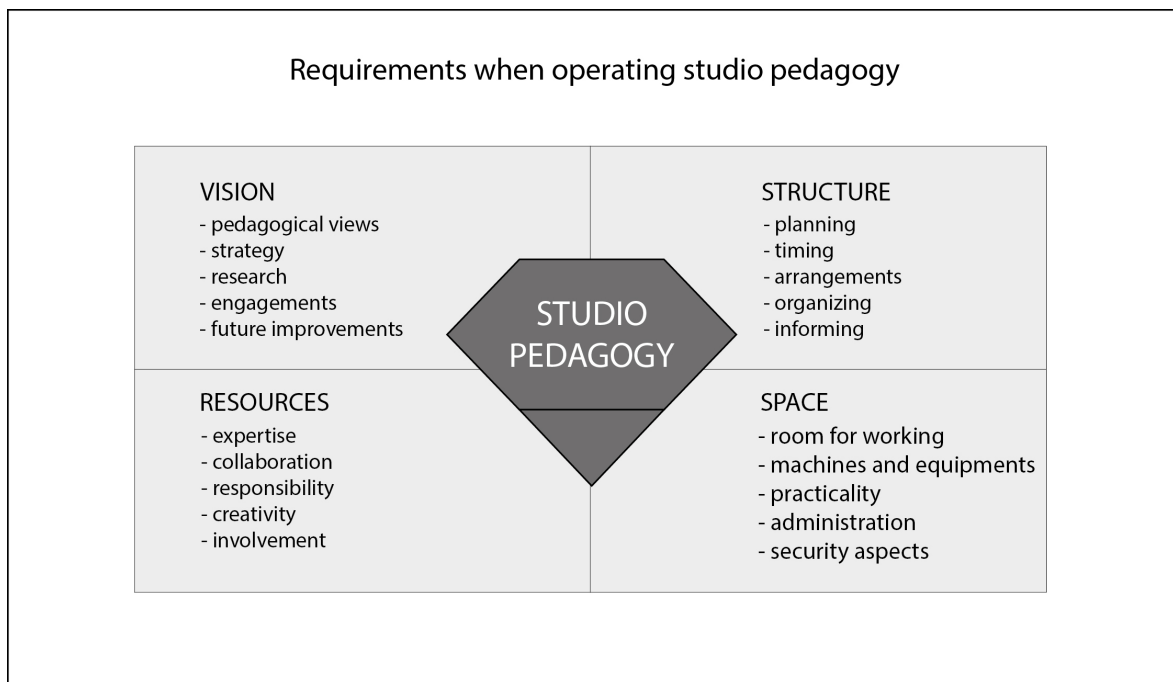 Requirements when operating studio pedagogy
VISION
- pedagogical views
- strategy
- research
- engagements
- future improvements
STRUCTURE
- planning
- timing
- arrangements
- organizing
- informing
STUDIO
PEDAGOGY
RESOURCES
- expertise
- collaboration
- responsibility
- creativity
- involvement
SPACE
- room for working
- machines and equipments
- practicality
- administration
- security aspects